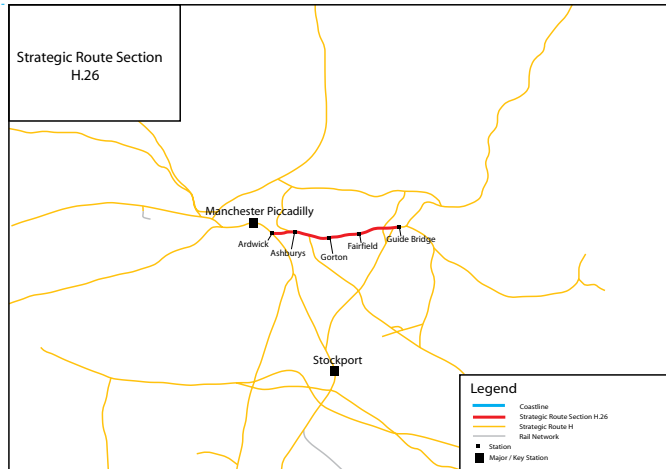 Strategic Route Section
H.26
Manchester Piccadilly
Ardwick
Ashburys
Gorton
Fairfield
Guide Bridge
Stockport
Legend
Coastline
Strategic Route Section H.26
Strategic Route H
Rail Network
Station
Major / Key Station